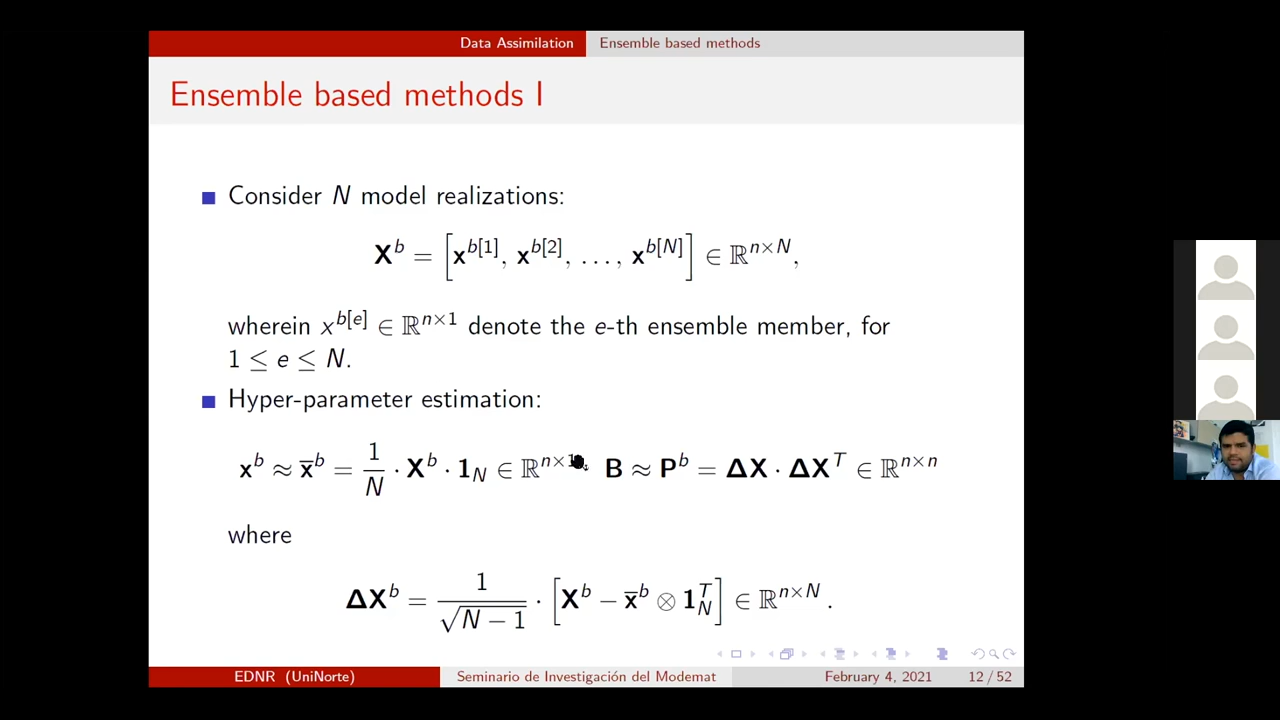 Data Assimilation Ensemble based methods
Ensemble based methods I
Consider N model realizations:
X^b = [x^{b[1]}, x^{b[2]}, …, x^{b[N]}] ∈ ℝ^{n×N},
wherein x^{b[e]} ∈ ℝ^{n×1} denote the e-th ensemble member, for
1 ≤ e ≤ N.
Hyper-parameter estimation:
x^b ≈ x̅^b = 1/N · X^b · 1_N ∈ ℝ^{n×1}, B ≈ P^b = ΔX · ΔX^T ∈ ℝ^{n×n}
where
ΔX^b = 1/√(N − 1) · [X^b − x̅^b ⊗ 1_N^T] ∈ ℝ^{n×N}.
EDNR (UniNorte) Seminario de Investigación del Modemat February 4, 2021 12 / 52